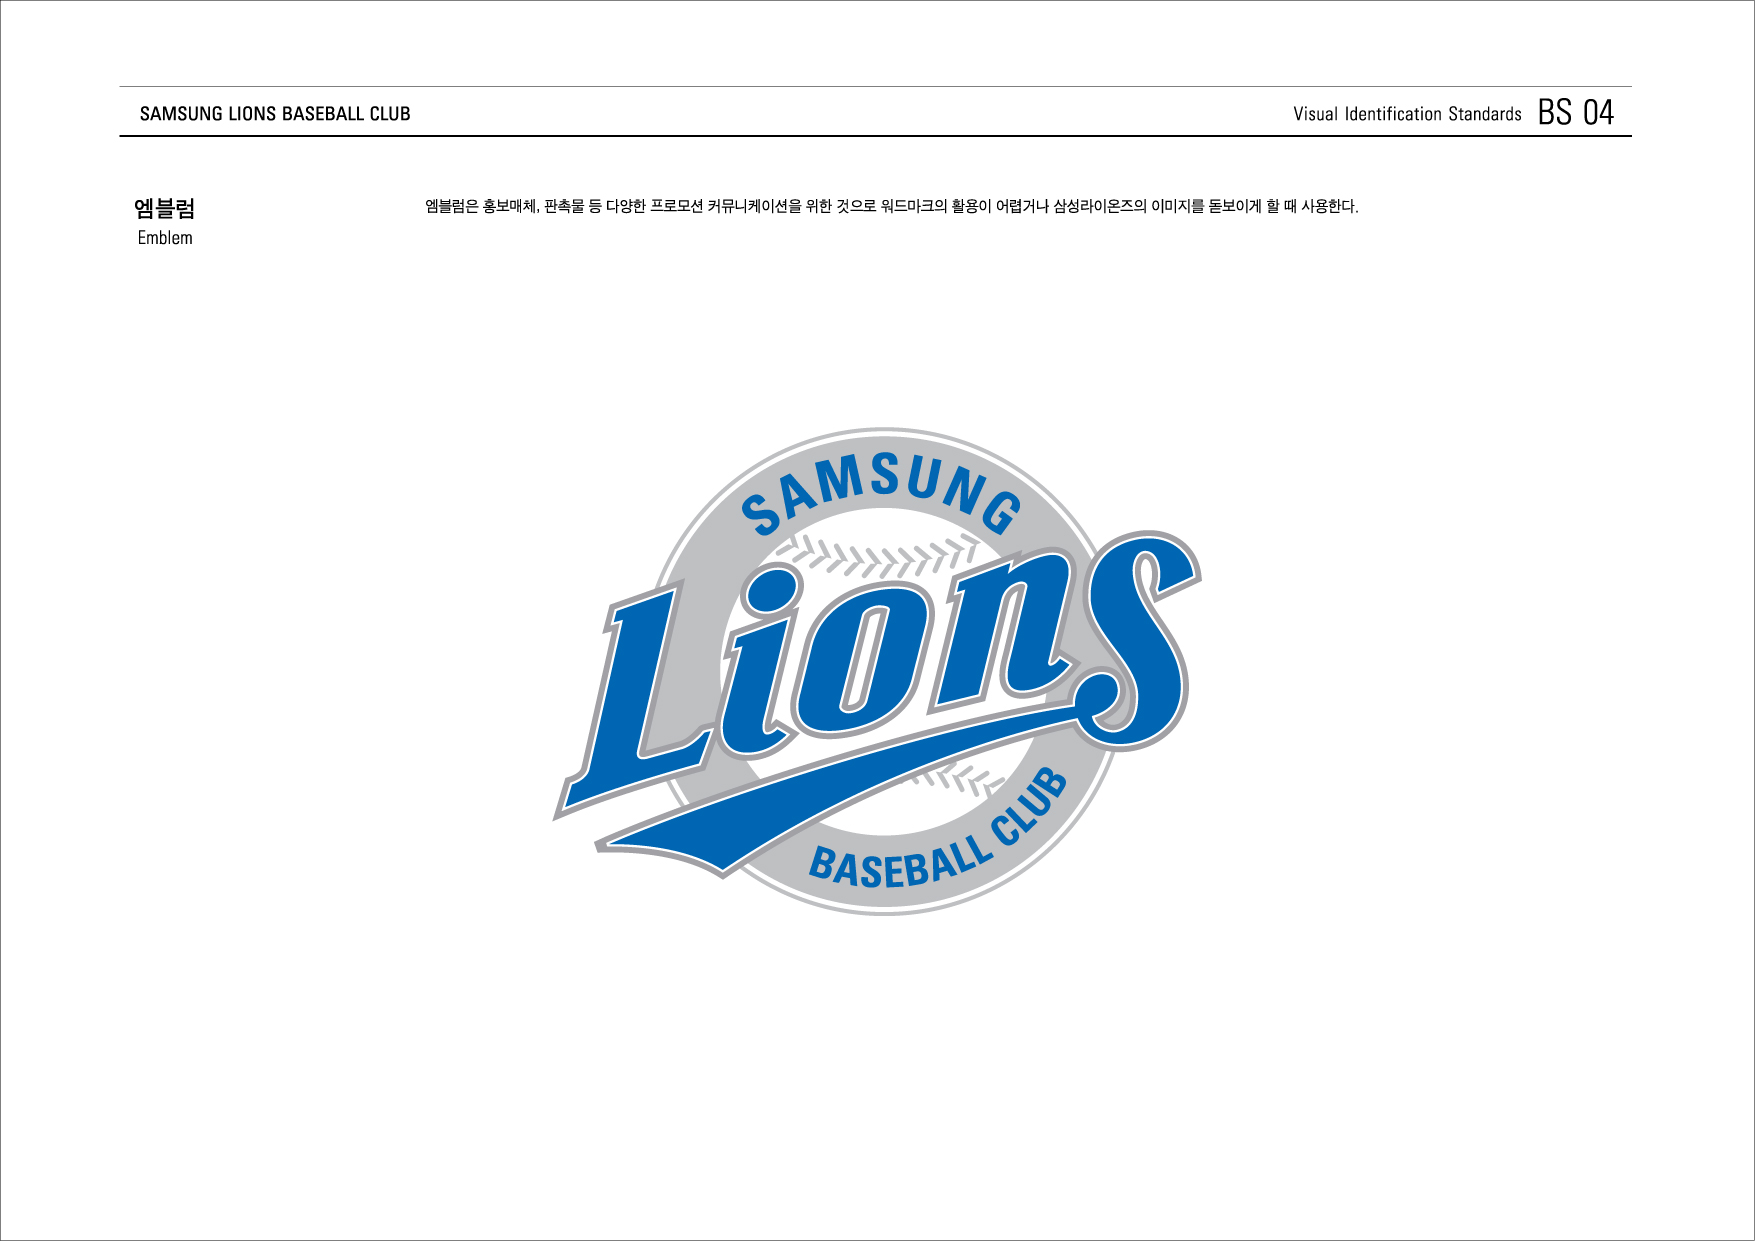 SAMSUNG LIONS BASEBALL CLUB
Visual Identification Standards BS 04
엠블럼
Emblem
엠블럼은 홍보매체, 판촉물 등 다양한 프로모션 커뮤니케이션을 위한 것으로 워드마크의 활용이 어렵거나 삼성라이온즈의 이미지를 돋보이게 할 때 사용한다.
SAMSUNG
Lions
BASEBALL CLUB